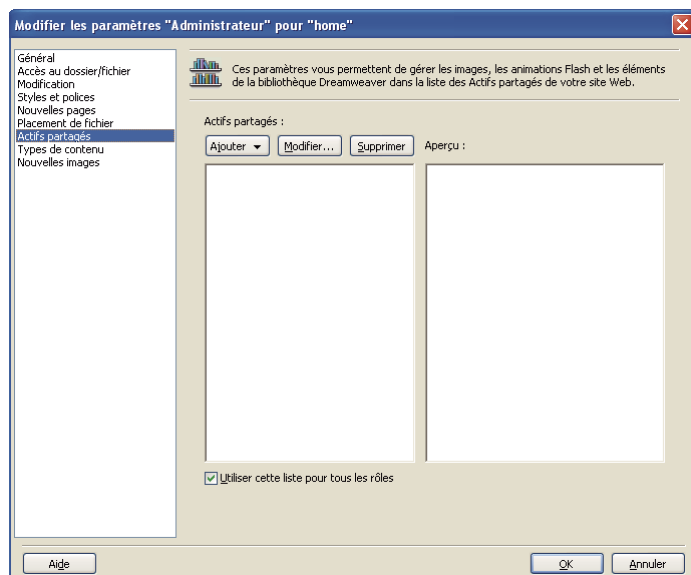 Modifier les paramètres "Administrateur" pour "home"
Général
Accès au dossier/fichier
Modification
Styles et polices
Nouvelles pages
Placement de fichier
Actifs partagés
Types de contenu
Nouvelles images
Ces paramètres vous permettent de gérer les images, les animations Flash et les éléments
de la bibliothèque Dreamweaver dans la liste des Actifs partagés de votre site Web.
Actifs partagés :
Ajouter Modifier... Supprimer Aperçu :
Utiliser cette liste pour tous les rôles
Aide OK Annuler